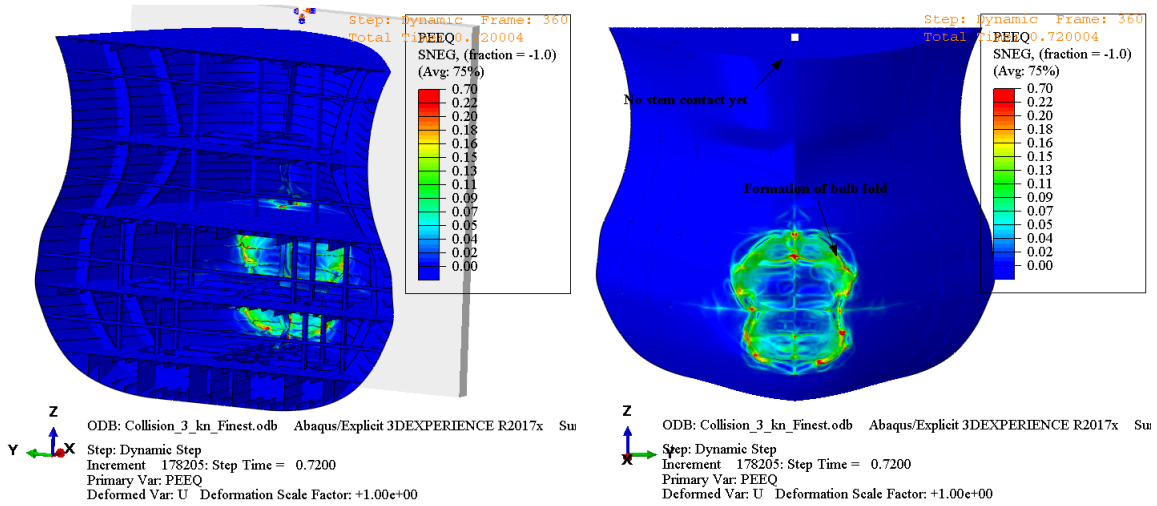 Step: Dynamic Frame: 360
Total Time: 0.720004
PEEQ
SNEG, (fraction = -1.0)
(Avg: 75%)
0.70
0.22
0.20
0.18
0.16
0.15
0.13
0.11
0.09
0.07
0.05
0.04
0.02
0.00
Z
Y
X
ODB: Collision_3_kn_Finest.odb Abaqus/Explicit 3DEXPERIENCE R2017x
Step: Dynamic Step
Increment 178205: Step Time = 0.7200
Primary Var: PEEQ
Deformed Var: U Deformation Scale Factor: +1.00e+00
Step: Dynamic Frame: 360
Total Time: 0.720004
PEEQ
SNEG, (fraction = -1.0)
(Avg: 75%)
0.70
0.22
0.20
0.18
0.16
0.15
0.13
0.11
0.09
0.07
0.05
0.04
0.02
0.00
No stem contact yet
Formation of bulb fold
Z
X
Y
ODB: Collision_3_kn_Finest.odb Abaqus/Explicit 3DEXPERIENCE R2017x
Step: Dynamic Step
Increment 178205: Step Time = 0.7200
Primary Var: PEEQ
Deformed Var: U Deformation Scale Factor: +1.00e+00